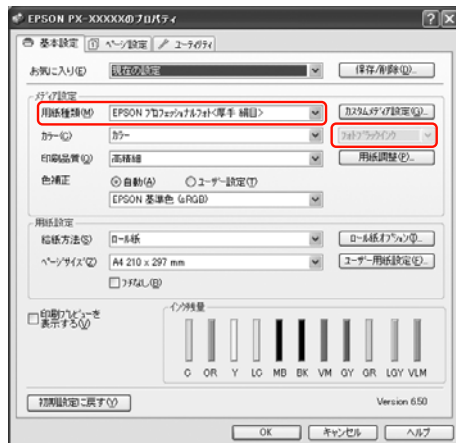 EPSON PX-XXXXXのプロパティ
基本設定 ページ設定 ユーティリティ
お気に入り(E) 現在の設定 保存/削除(Q)...
メディア設定
用紙種類(M) EPSON プロフェッショナルフォト<厚手 絹目> カスタムメディア設定(G)...
カラー(C) カラー フォトブラックインク
印刷品質(Q) 高精細 用紙調整(P)...
色補正 自動(A) ユーザー設定(T)
EPSON 基準色 (sRGB)
用紙設定
給紙方法(S) ロール紙 ロール紙オプション(I)...
ページサイズ(Z) A4 210 x 297 mm ユーザー用紙設定(E)...
フチなし(B)
印刷プレビューを
表示する(V)
インク残量
C OR Y LC MB BK VM GY GR LGY VLM
初期設定に戻す(Y) Version 6.50
OK キャンセル ヘルプ